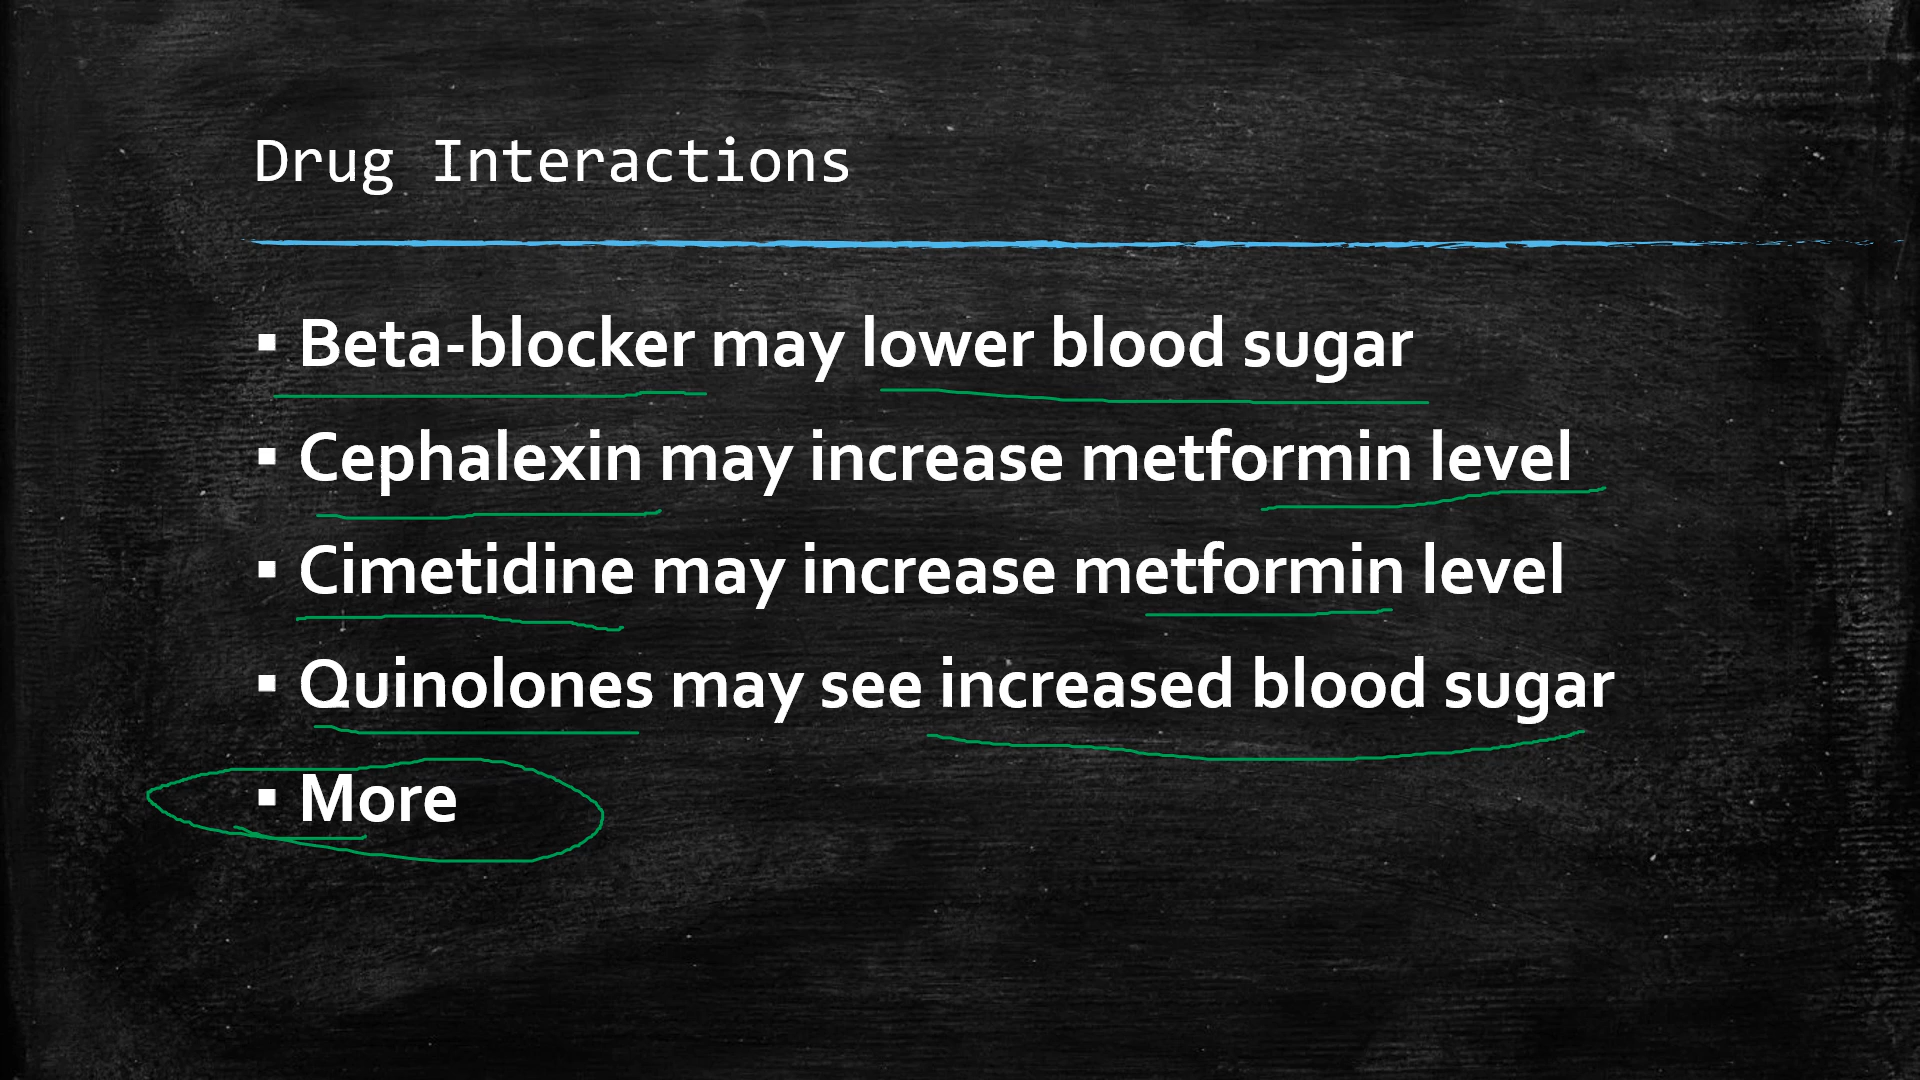 Drug Interactions
▪ Beta-blocker may lower blood sugar
▪ Cephalexin may increase metformin level
▪ Cimetidine may increase metformin level
▪ Quinolones may see increased blood sugar
▪ More